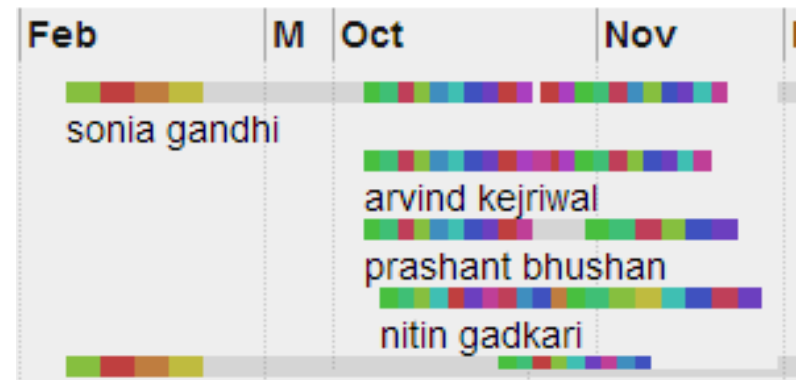 Feb M Oct Nov
sonia gandhi
arvind kejriwal
prashant bhushan
nitin gadkari